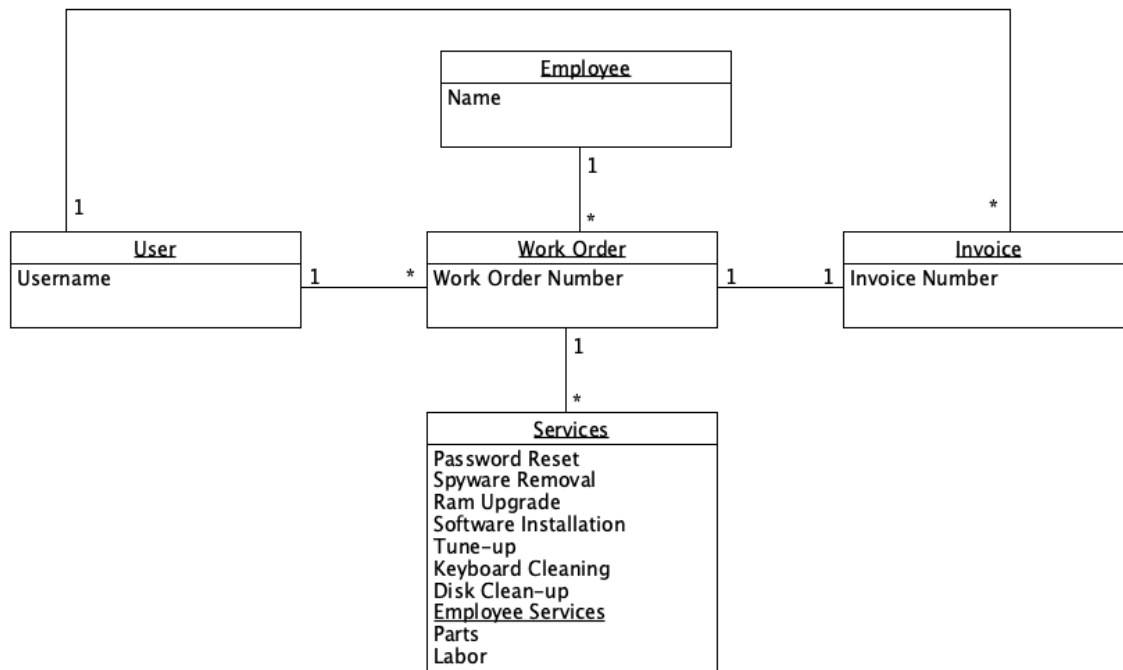 Employee
Name
1
1
*
*
User
Work Order
Invoice
Username
1
*
Work Order Number
1
1
Invoice Number
1
*
Services
Password Reset
Spyware Removal
Ram Upgrade
Software Installation
Tune-up
Keyboard Cleaning
Disk Clean-up
Employee Services
Parts
Labor